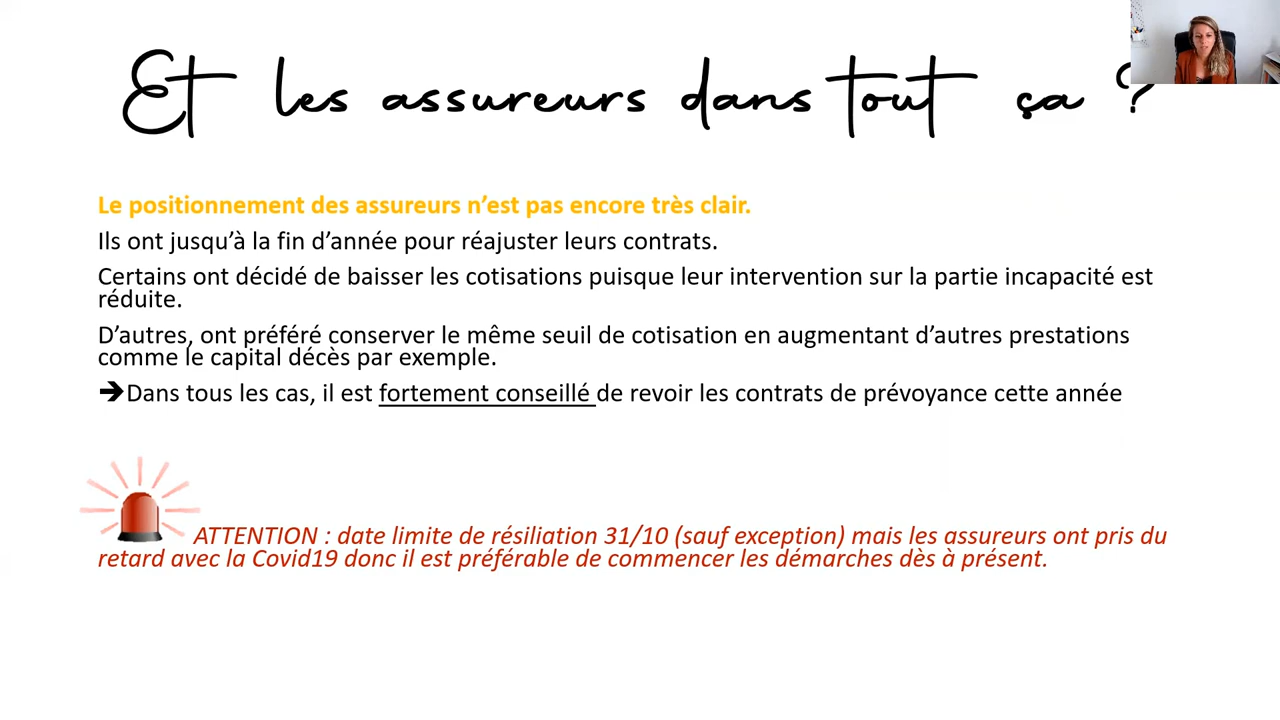 Et les assureurs dans tout ça ?
Le positionnement des assureurs n’est pas encore très clair.
Ils ont jusqu’à la fin d’année pour réajuster leurs contrats.
Certains ont décidé de baisser les cotisations puisque leur intervention sur la partie incapacité est
réduite.
D’autres, ont préféré conserver le même seuil de cotisation en augmentant d’autres prestations
comme le capital décès par exemple.
➔Dans tous les cas, il est fortement conseillé de revoir les contrats de prévoyance cette année
ATTENTION : date limite de résiliation 31/10 (sauf exception) mais les assureurs ont pris du
retard avec la Covid19 donc il est préférable de commencer les démarches dès à présent.